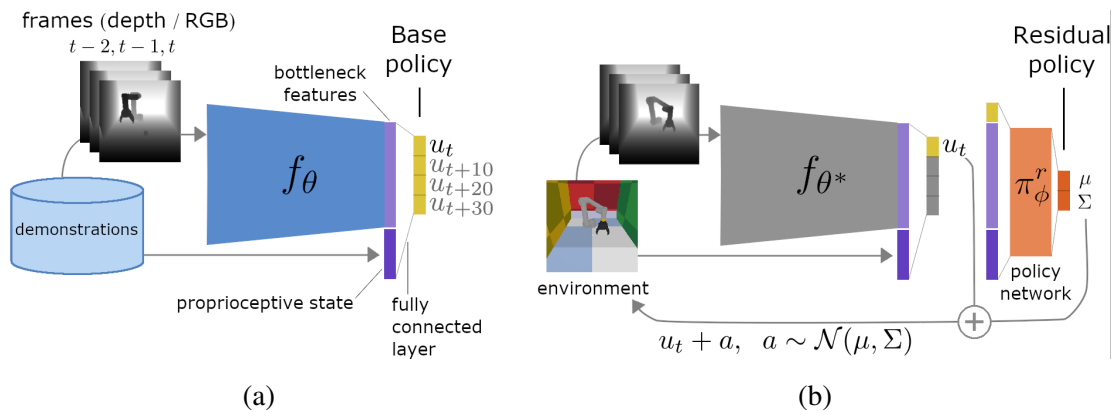 frames (depth / RGB)
t − 2, t − 1, t
bottleneck
features
Base
policy
f_θ
u_t
u_{t+10}
u_{t+20}
u_{t+30}
demonstrations
proprioceptive state
fully
connected
layer
(a)
Residual
policy
f_{θ*}
u_t
π^r_ϕ
μ
Σ
environment
policy
network
+
u_t + a, a ∼ 𝒩(μ, Σ)
(b)